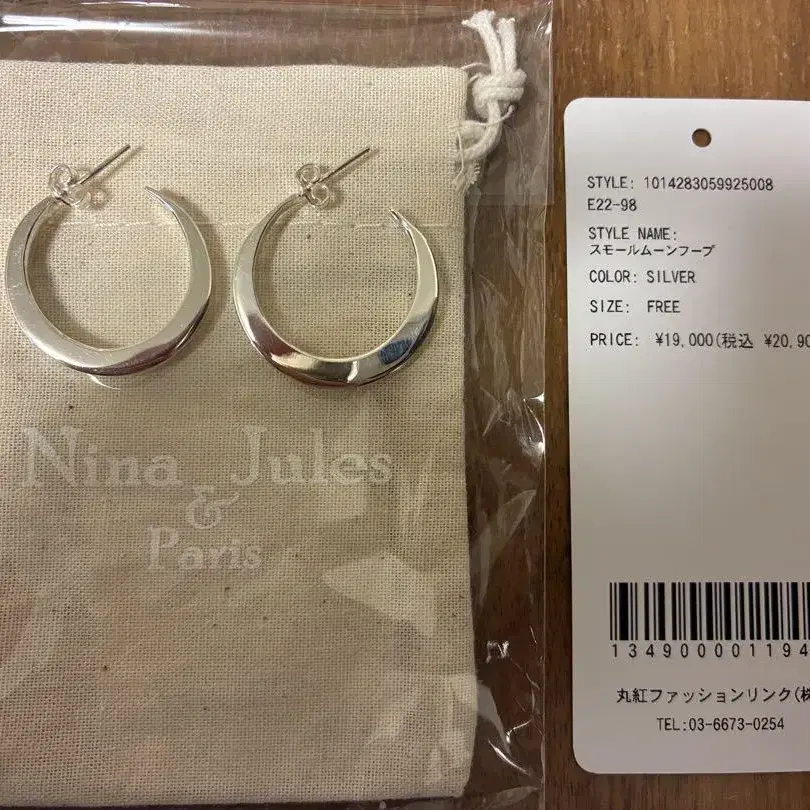 Nina Jules
&
Paris
STYLE: 1014283059925008
E22-98
STYLE NAME:
スモールムーンフープ
COLOR: SILVER
SIZE: FREE
PRICE: ¥19,000(税込 ¥20,90
1349000001194
丸紅ファッションリンク(株
TEL:03-6673-0254